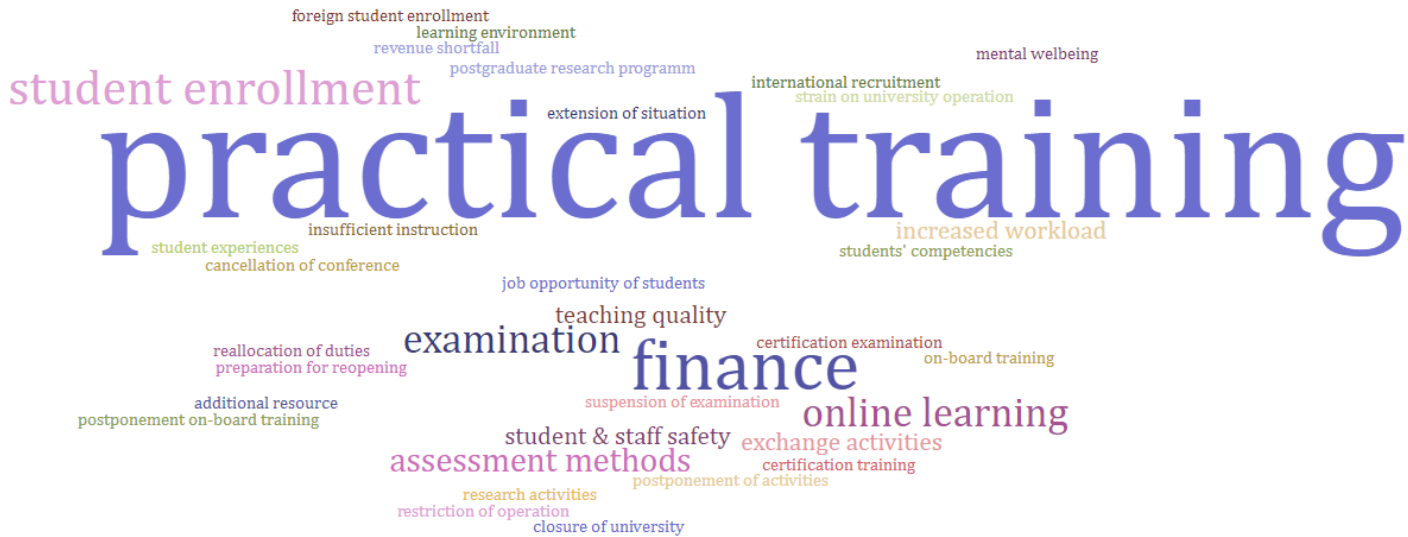 foreign student enrollment
learning environment
revenue shortfall
mental welbeing
postgraduate research programm
international recruitment
student enrollment
strain on university operation
extension of situation
practical training
insufficient instruction
increased workload
student experiences
students' competencies
cancellation of conference
job opportunity of students
teaching quality
examination
certification examination
reallocation of duties
on-board training
preparation for reopening
finance
additional resource
suspension of examination
online learning
postponement on-board training
student & staff safety
exchange activities
assessment methods
certification training
postponement of activities
research activities
restriction of operation
closure of university